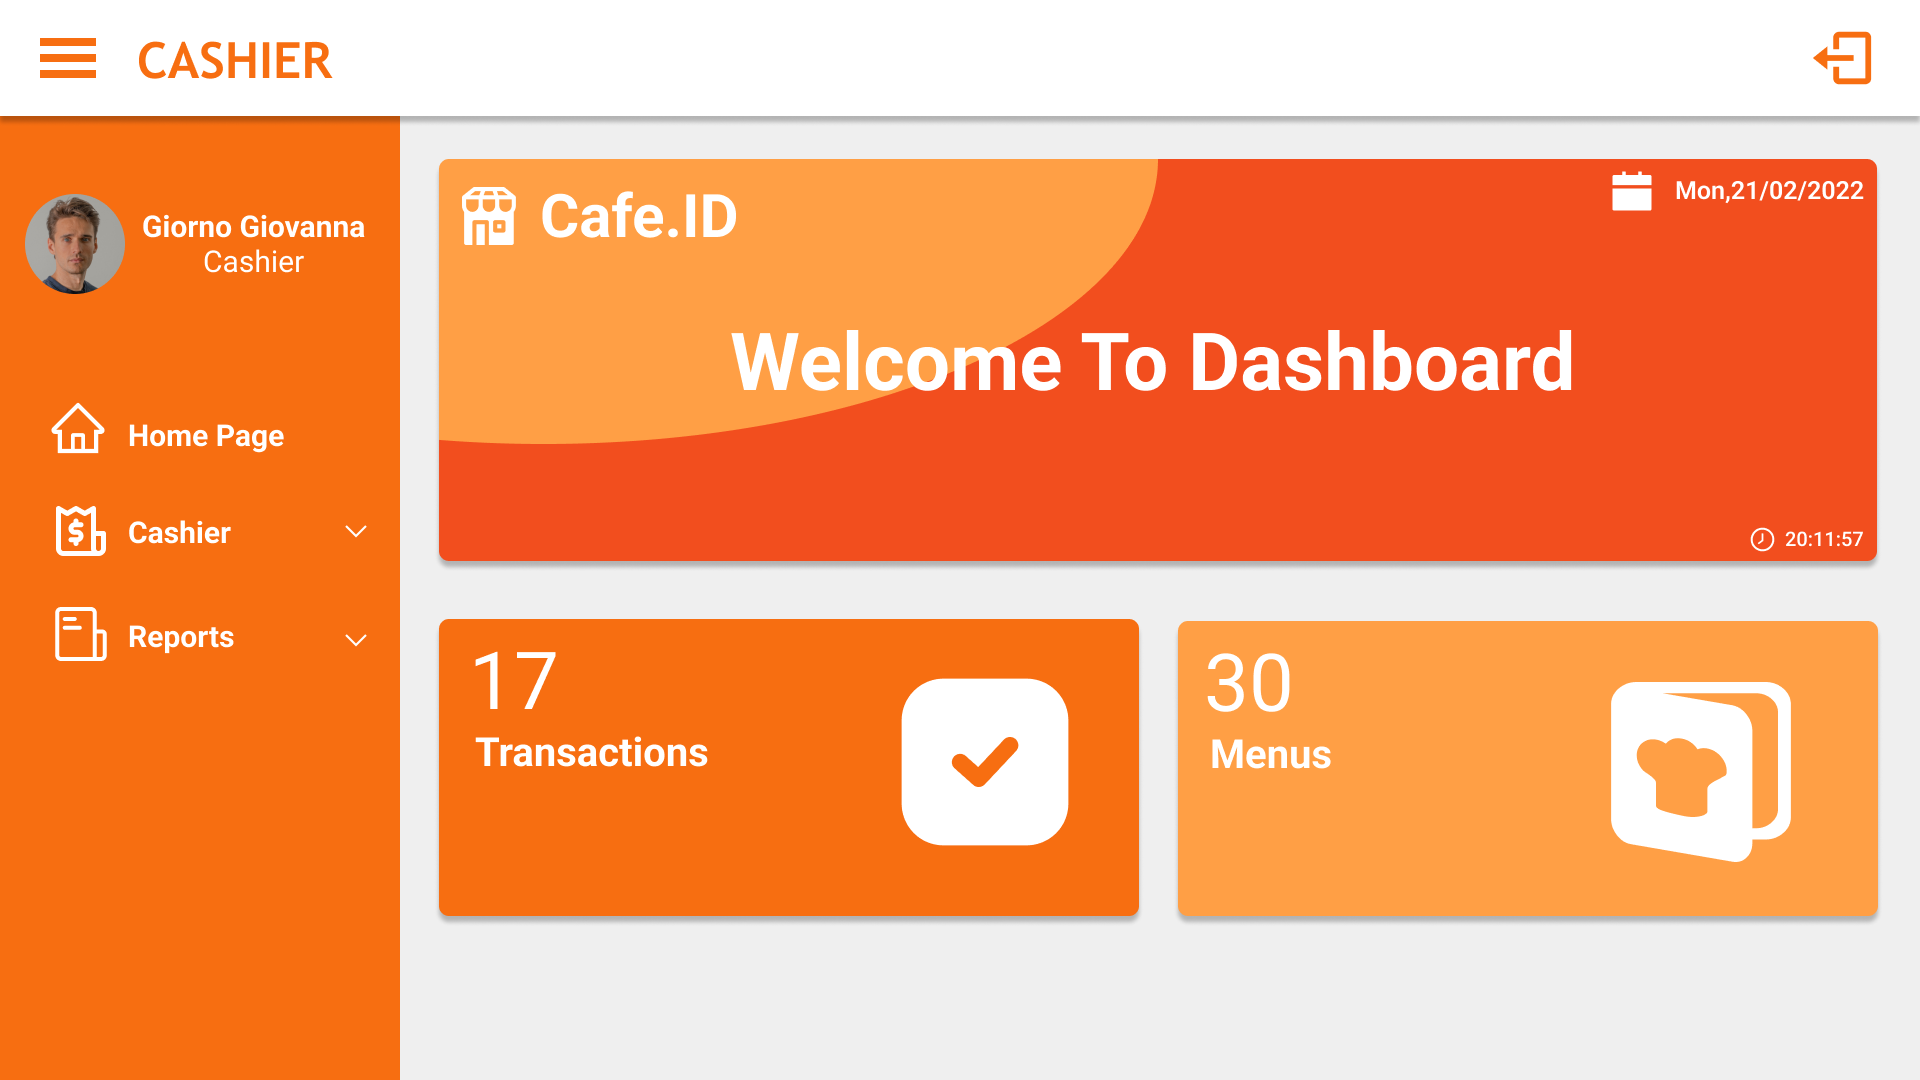 CASHIER
Giorno Giovanna
Cashier
Home Page
Cashier
Reports
Cafe.ID
Mon,21/02/2022
Welcome To Dashboard
20:11:57
17
Transactions
30
Menus